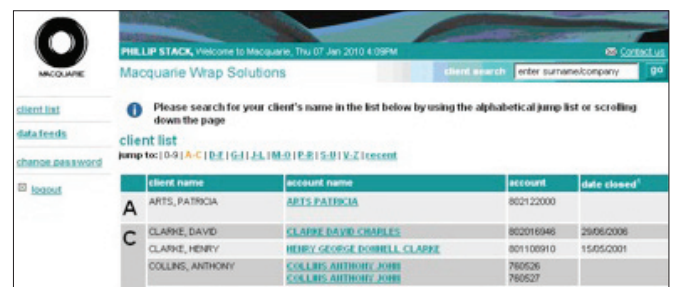 MACQUARIE
PHILLIP STACK, Welcome to Macquarie, Thu 07 Jan 2010 4:09PM
Contact us
Macquarie Wrap Solutions
client search
enter surname/company
go
client list
data feeds
change password
logout
Please search for your client's name in the list below by using the alphabetical jump list or scrolling
down the page
client list
jump to: | 0-9 | A-C | D-F | G-I | J-L | M-O | P-R | S-U | V-Z | recent
client name account name account date closed¹
A ARTS, PATRICIA ARTS PATRICIA 802122000
C CLARKE, DAVID CLARKE DAVID CHARLES 802016946 29/06/2006
CLARKE, HENRY HENRY GEORGE DONNELL CLARKE 801108910 15/05/2001
COLLINS, ANTHONY COLLINS ANTHONY JOHN 760526
COLLINS ANTHONY JOHN 760527